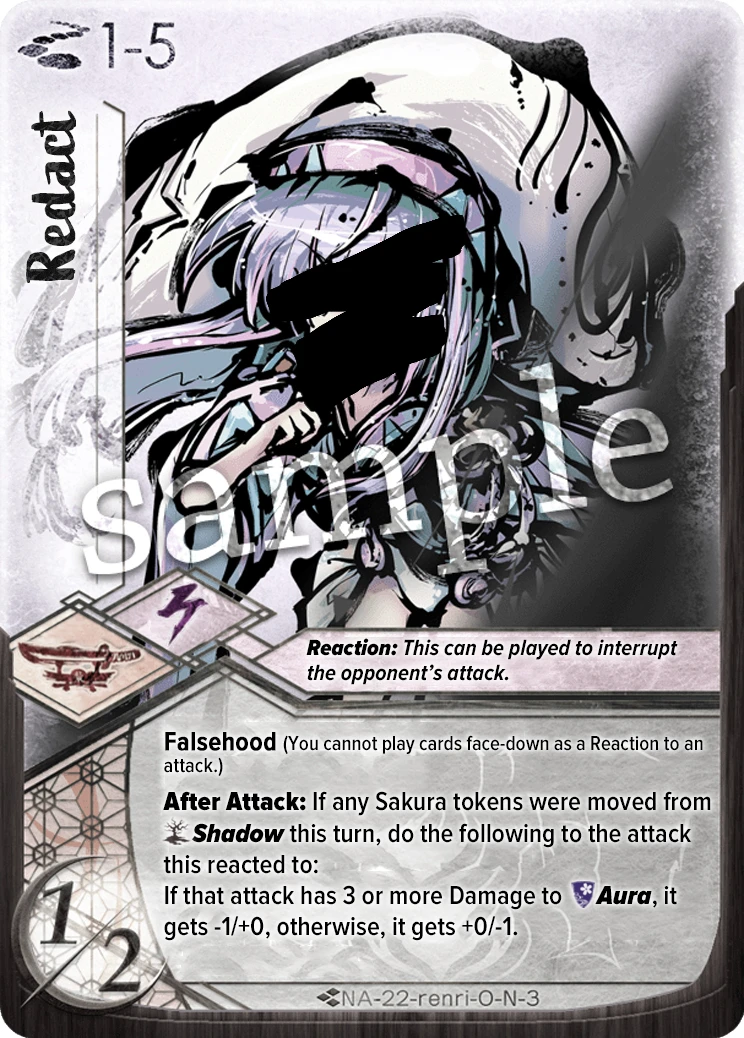 1-5
Redact
sample
Reaction: This can be played to interrupt
the opponent's attack.
Falsehood (You cannot play cards face-down as a Reaction to an
attack.)
After Attack: If any Sakura tokens were moved from
Shadow this turn, do the following to the attack
this reacted to:
If that attack has 3 or more Damage to Aura, it
gets -1/+0, otherwise, it gets +0/-1.
1/2
NA-22-renri-O-N-3